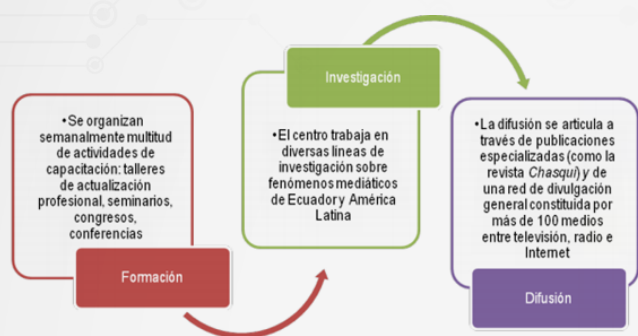 •Se organizan
semanalmente multitud
de actividades de
capacitación: talleres
de actualización
profesional, seminarios,
congresos,
conferencias
Formación
Investigación
•El centro trabaja en
diversas líneas de
investigación sobre
fenómenos mediáticos
de Ecuador y América
Latina
•La difusión se articula a
través de publicaciones
especializadas (como la
revista Chasqui) y de
una red de divulgación
general constituida por
más de 100 medios
entre televisión, radio e
Internet
Difusión